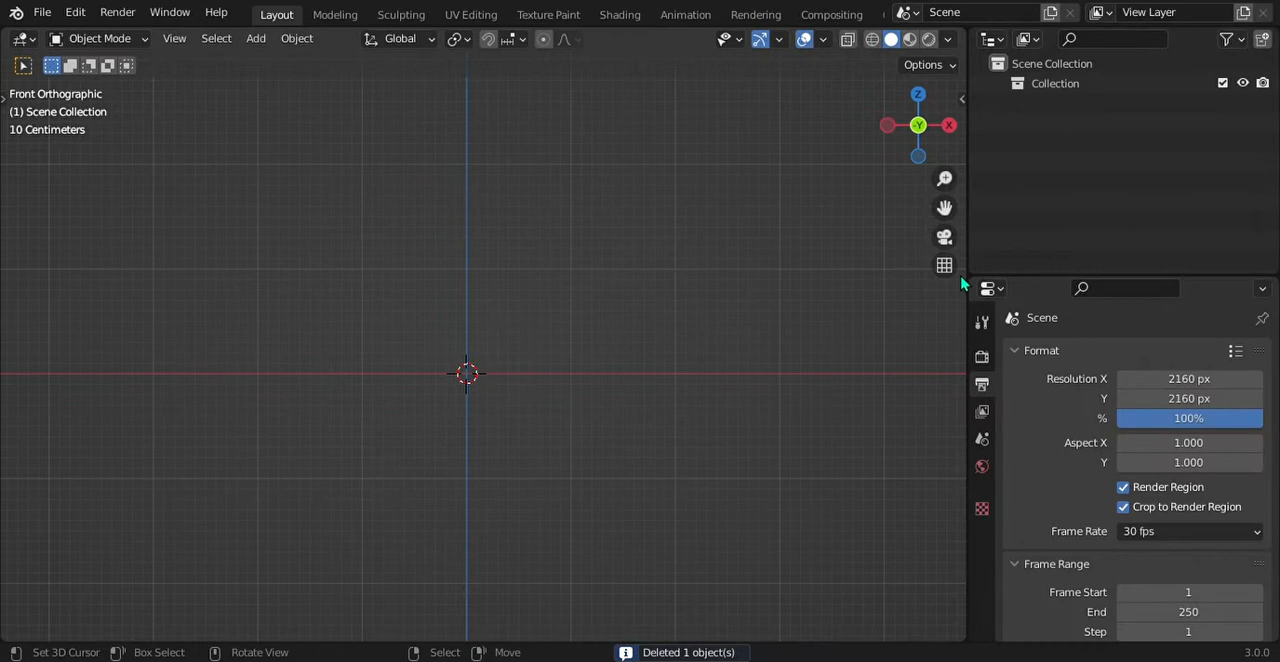 File Edit Render Window Help Layout Modeling Sculpting UV Editing Texture Paint Shading Animation Rendering Compositing Scene View Layer
Object Mode View Select Add Object Global
Options
Front Orthographic
(1) Scene Collection
10 Centimeters
Z
-Y
X
Scene Collection
Collection
Scene
Format
Resolution X 2160 px
Y 2160 px
% 100%
Aspect X 1.000
Y 1.000
Render Region
Crop to Render Region
Frame Rate 30 fps
Frame Range
Frame Start 1
End 250
Step 1
Set 3D Cursor Box Select Rotate View Select Move Deleted 1 object(s) 3.0.0